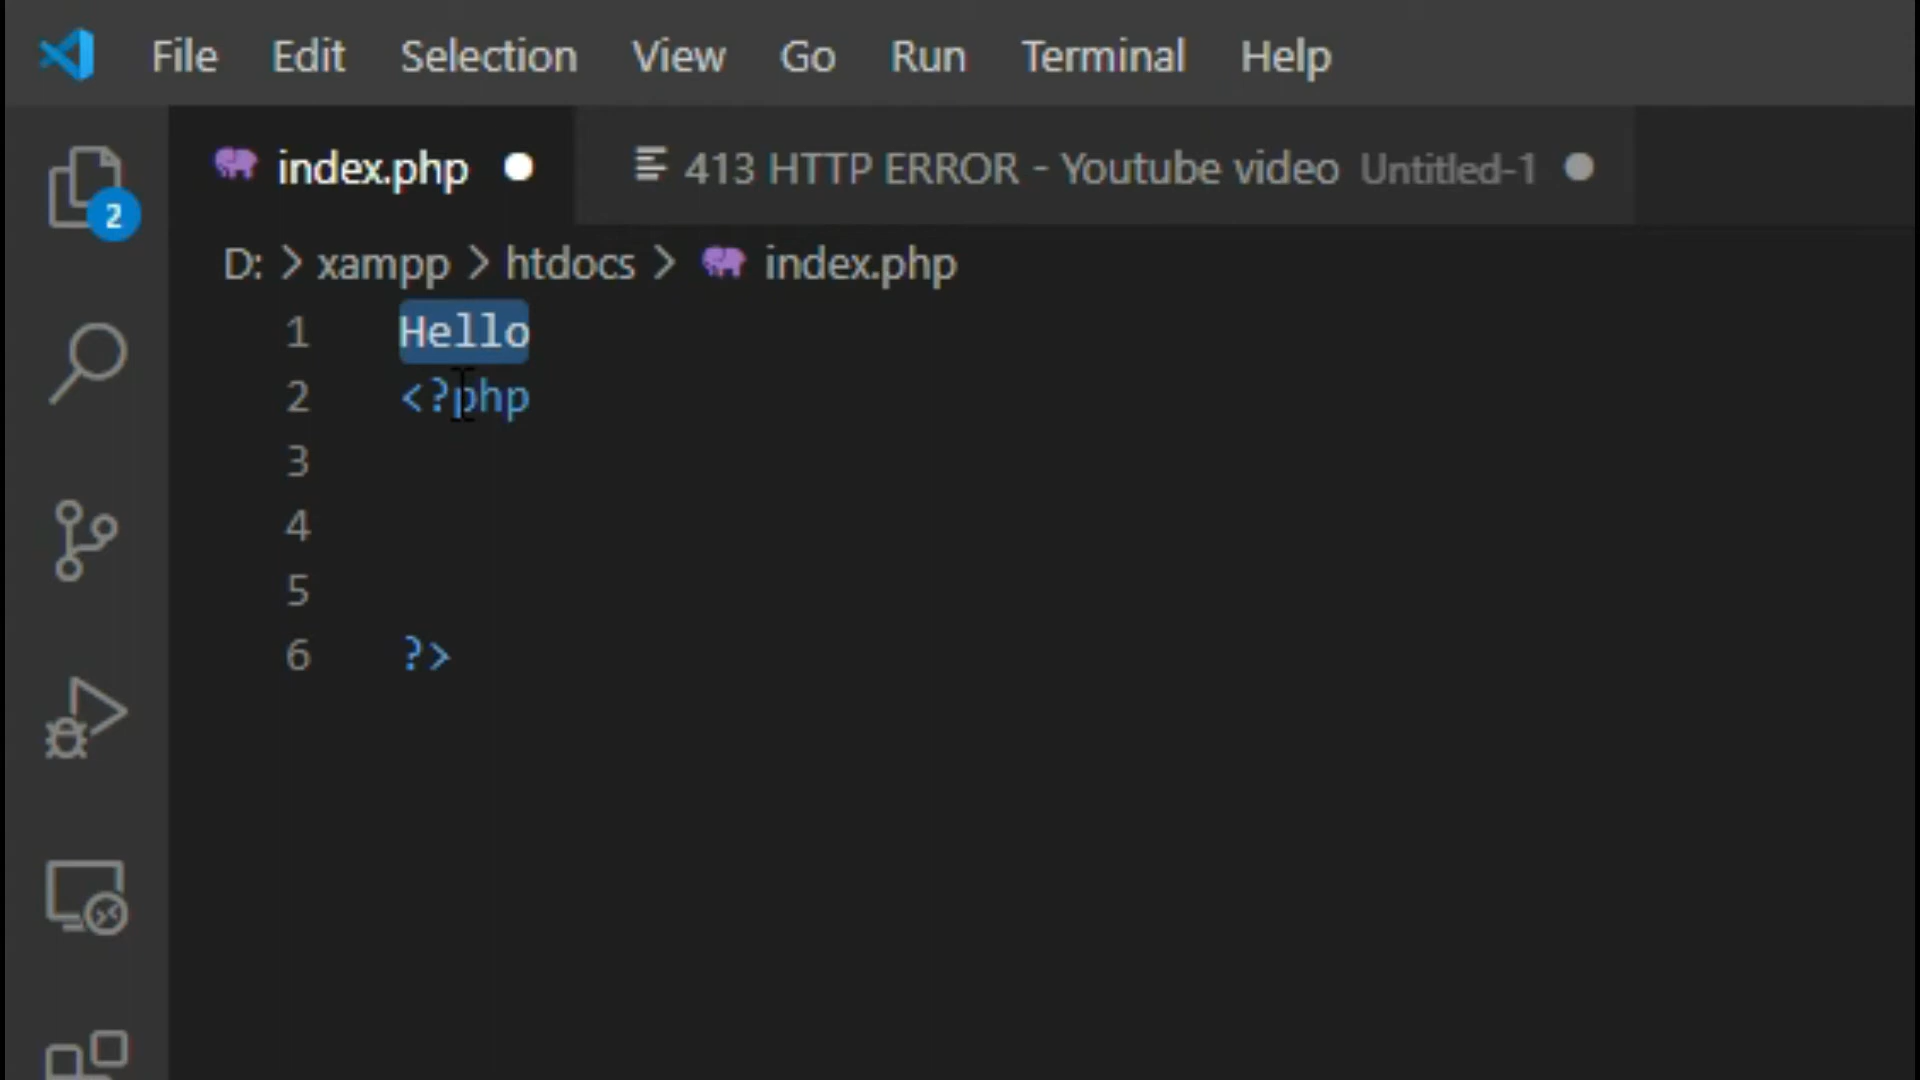 File Edit Selection View Go Run Terminal Help
index.php 413 HTTP ERROR - Youtube video Untitled-1
2
D: > xampp > htdocs > index.php
1 Hello
2 <?php
3
4
5
6 ?>